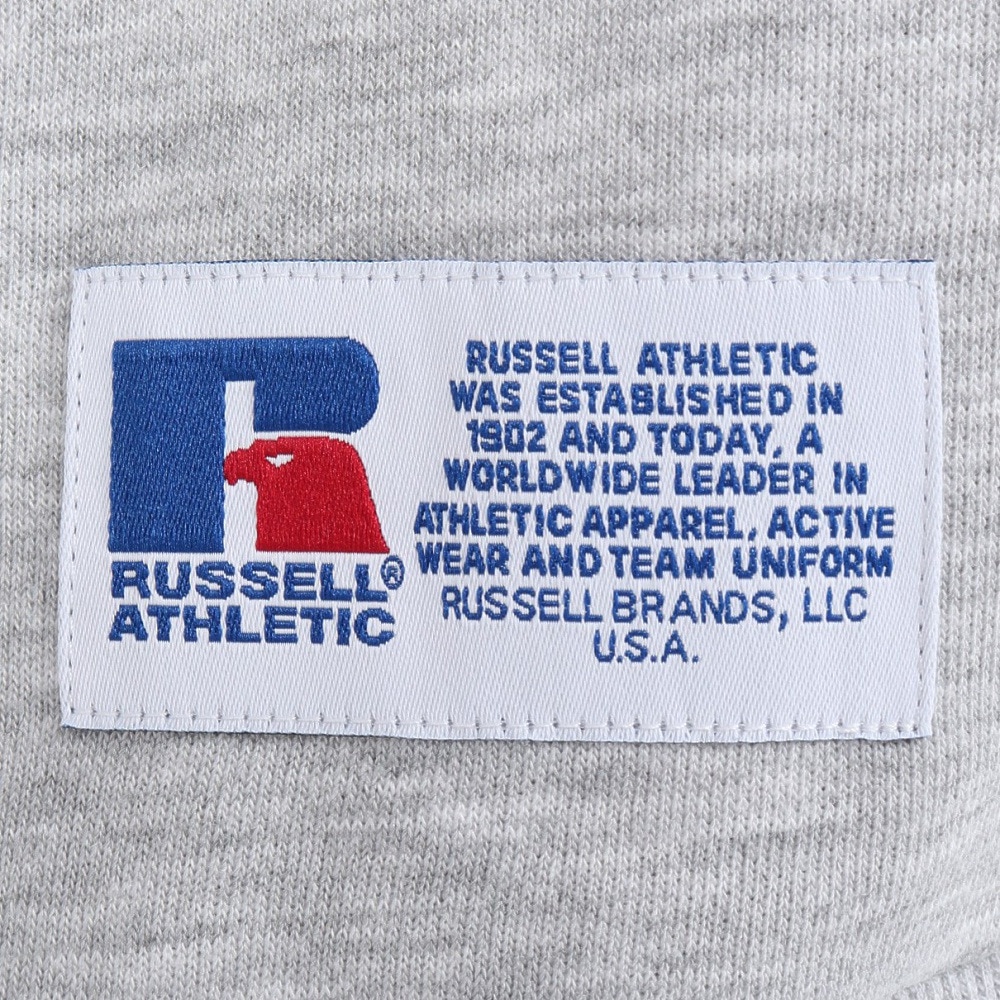 RUSSELL®
ATHLETIC
RUSSELL ATHLETIC
WAS ESTABLISHED IN
1902 AND TODAY, A
WORLDWIDE LEADER IN
ATHLETIC APPAREL, ACTIVE
WEAR AND TEAM UNIFORM
RUSSELL BRANDS, LLC
U.S.A.